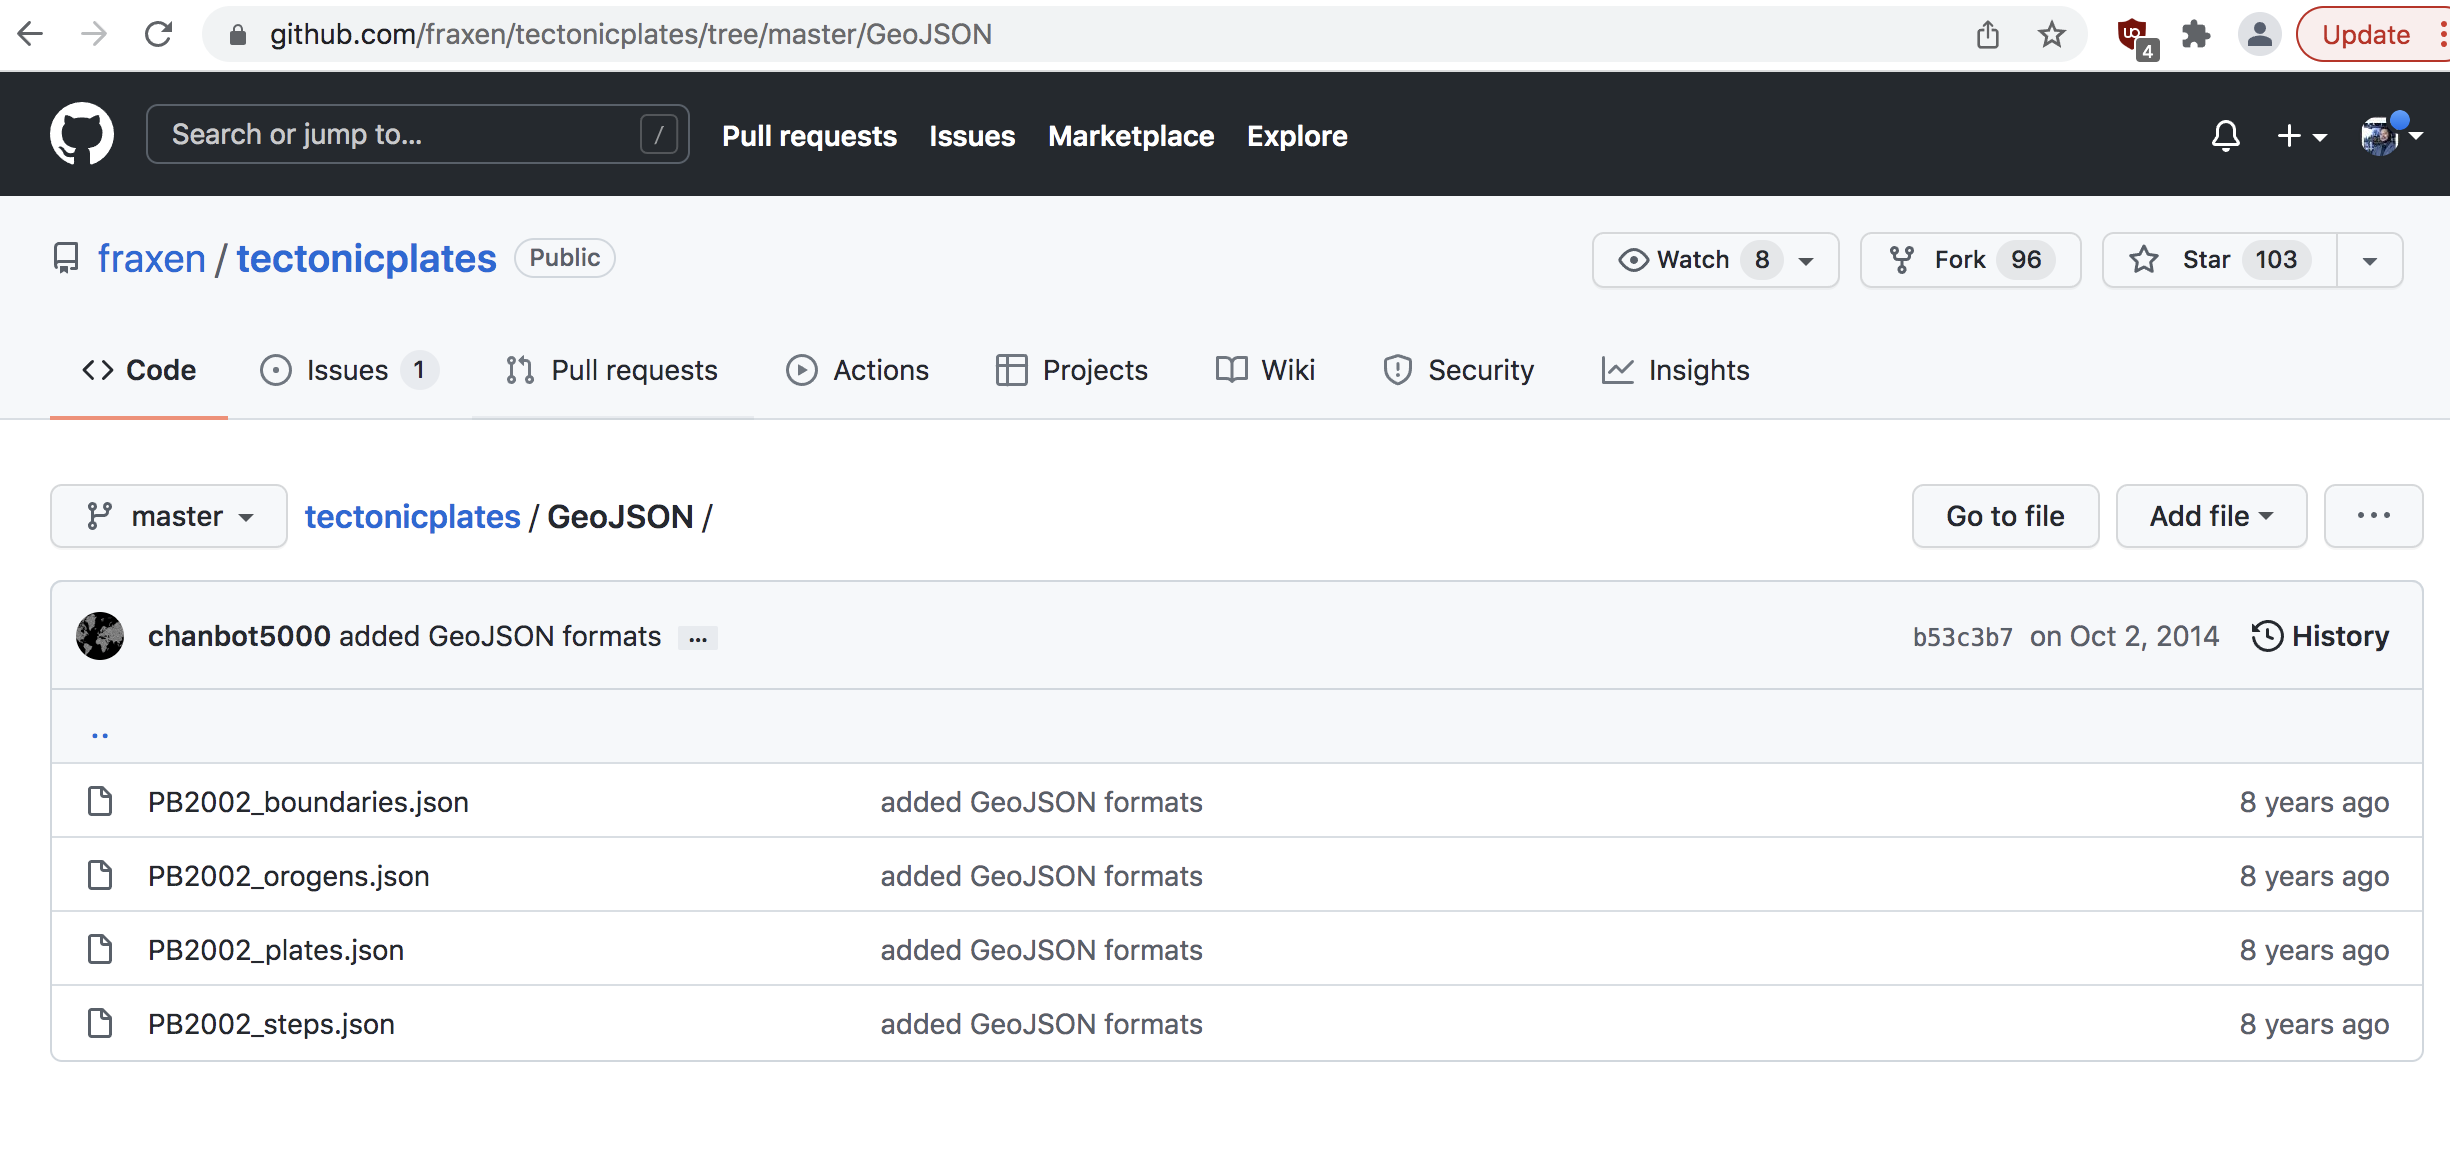 github.com/fraxen/tectonicplates/tree/master/GeoJSON
4
Update
Search or jump to...
/
Pull requests
Issues
Marketplace
Explore
fraxen / tectonicplates
Public
Watch 8
Fork 96
Star 103
Code
Issues 1
Pull requests
Actions
Projects
Wiki
Security
Insights
master
tectonicplates / GeoJSON /
Go to file
Add file
...
chanbot5000 added GeoJSON formats ...
b53c3b7 on Oct 2, 2014
History
..
PB2002_boundaries.json added GeoJSON formats 8 years ago
PB2002_orogens.json added GeoJSON formats 8 years ago
PB2002_plates.json added GeoJSON formats 8 years ago
PB2002_steps.json added GeoJSON formats 8 years ago